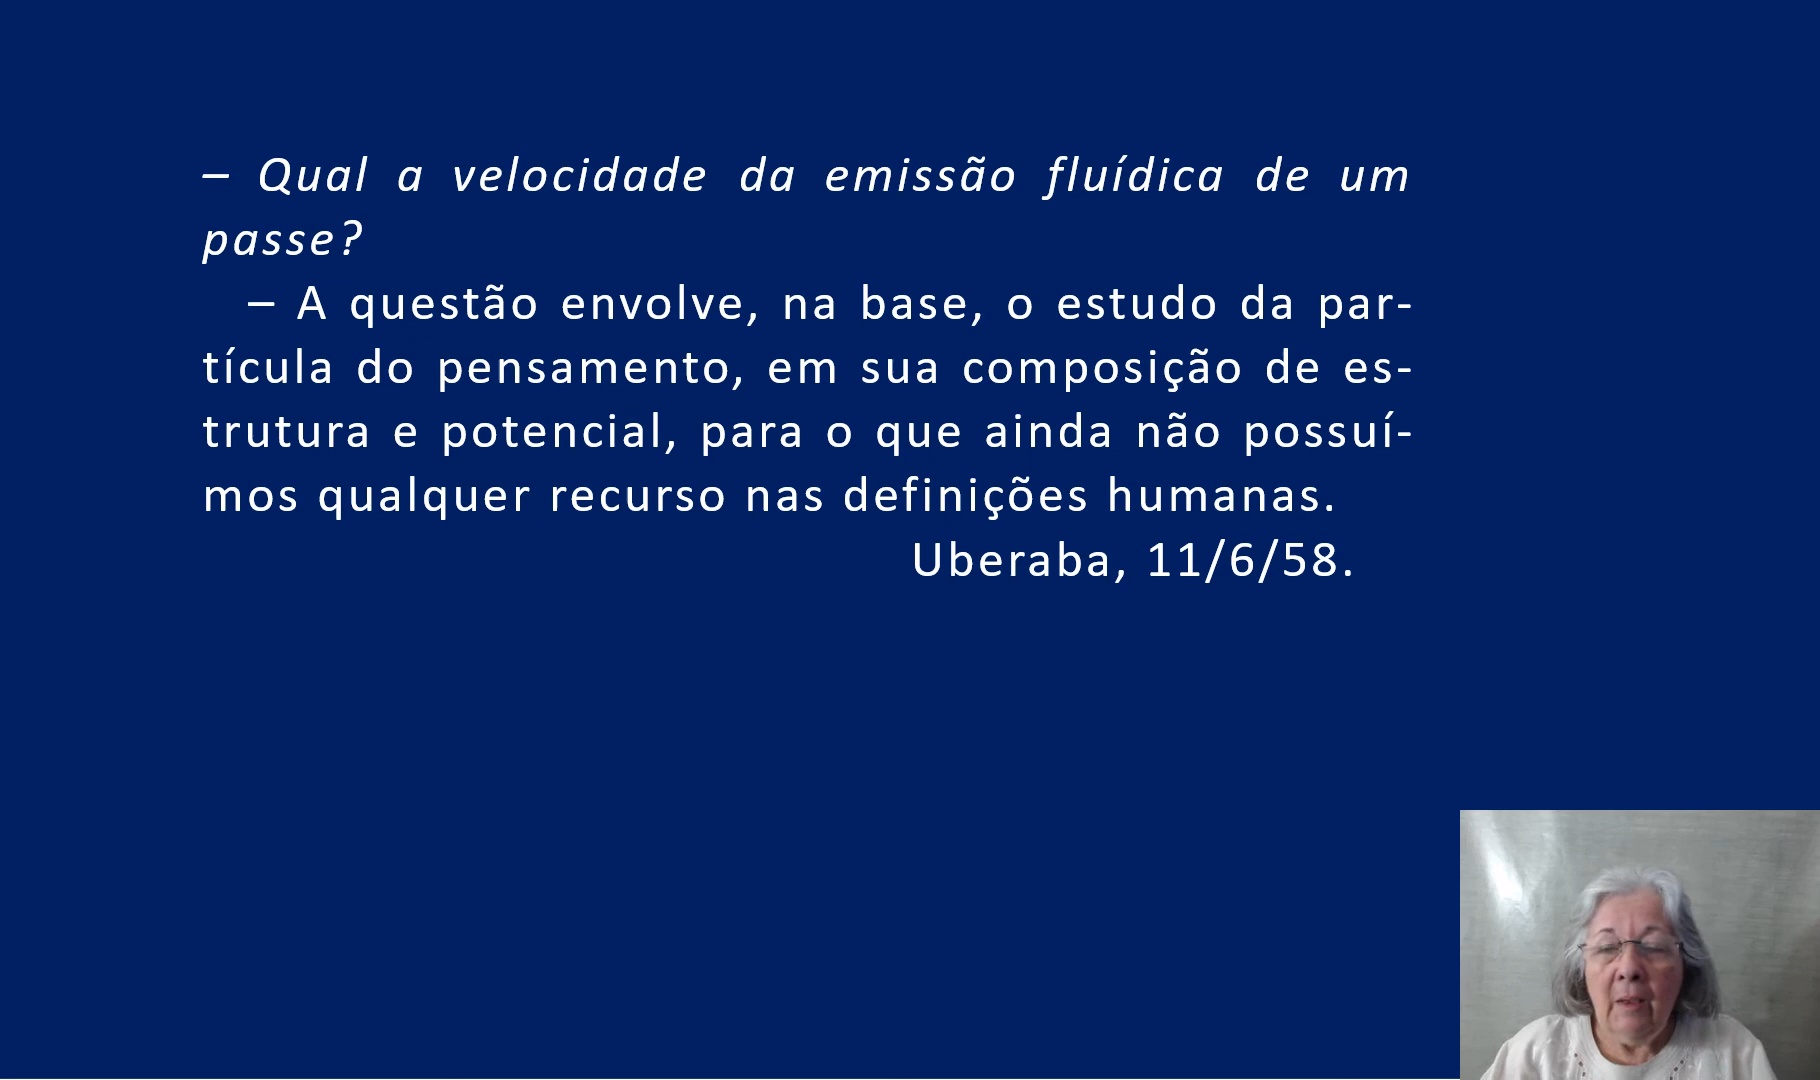 – Qual a velocidade da emissão fluídica de um
passe?
– A questão envolve, na base, o estudo da par-
tícula do pensamento, em sua composição de es-
trutura e potencial, para o que ainda não possuí-
mos qualquer recurso nas definições humanas.
Uberaba, 11/6/58.